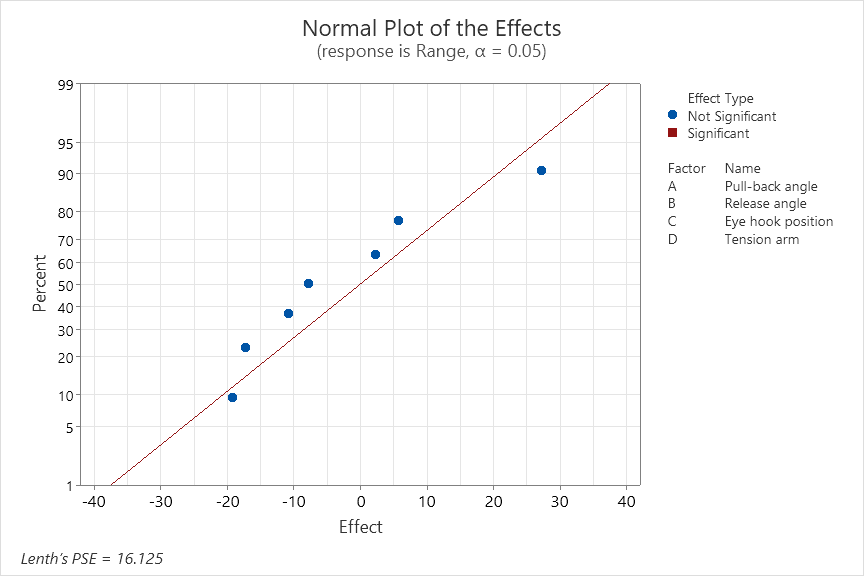 Normal Plot of the Effects
(response is Range, α = 0.05)
Effect Type
Not Significant
Significant
Factor Name
A Pull-back angle
B Release angle
C Eye hook position
D Tension arm
Percent
99
95
90
80
70
60
50
40
30
20
10
5
1
-40 -30 -20 -10 0 10 20 30 40
Effect
Lenth's PSE = 16.125